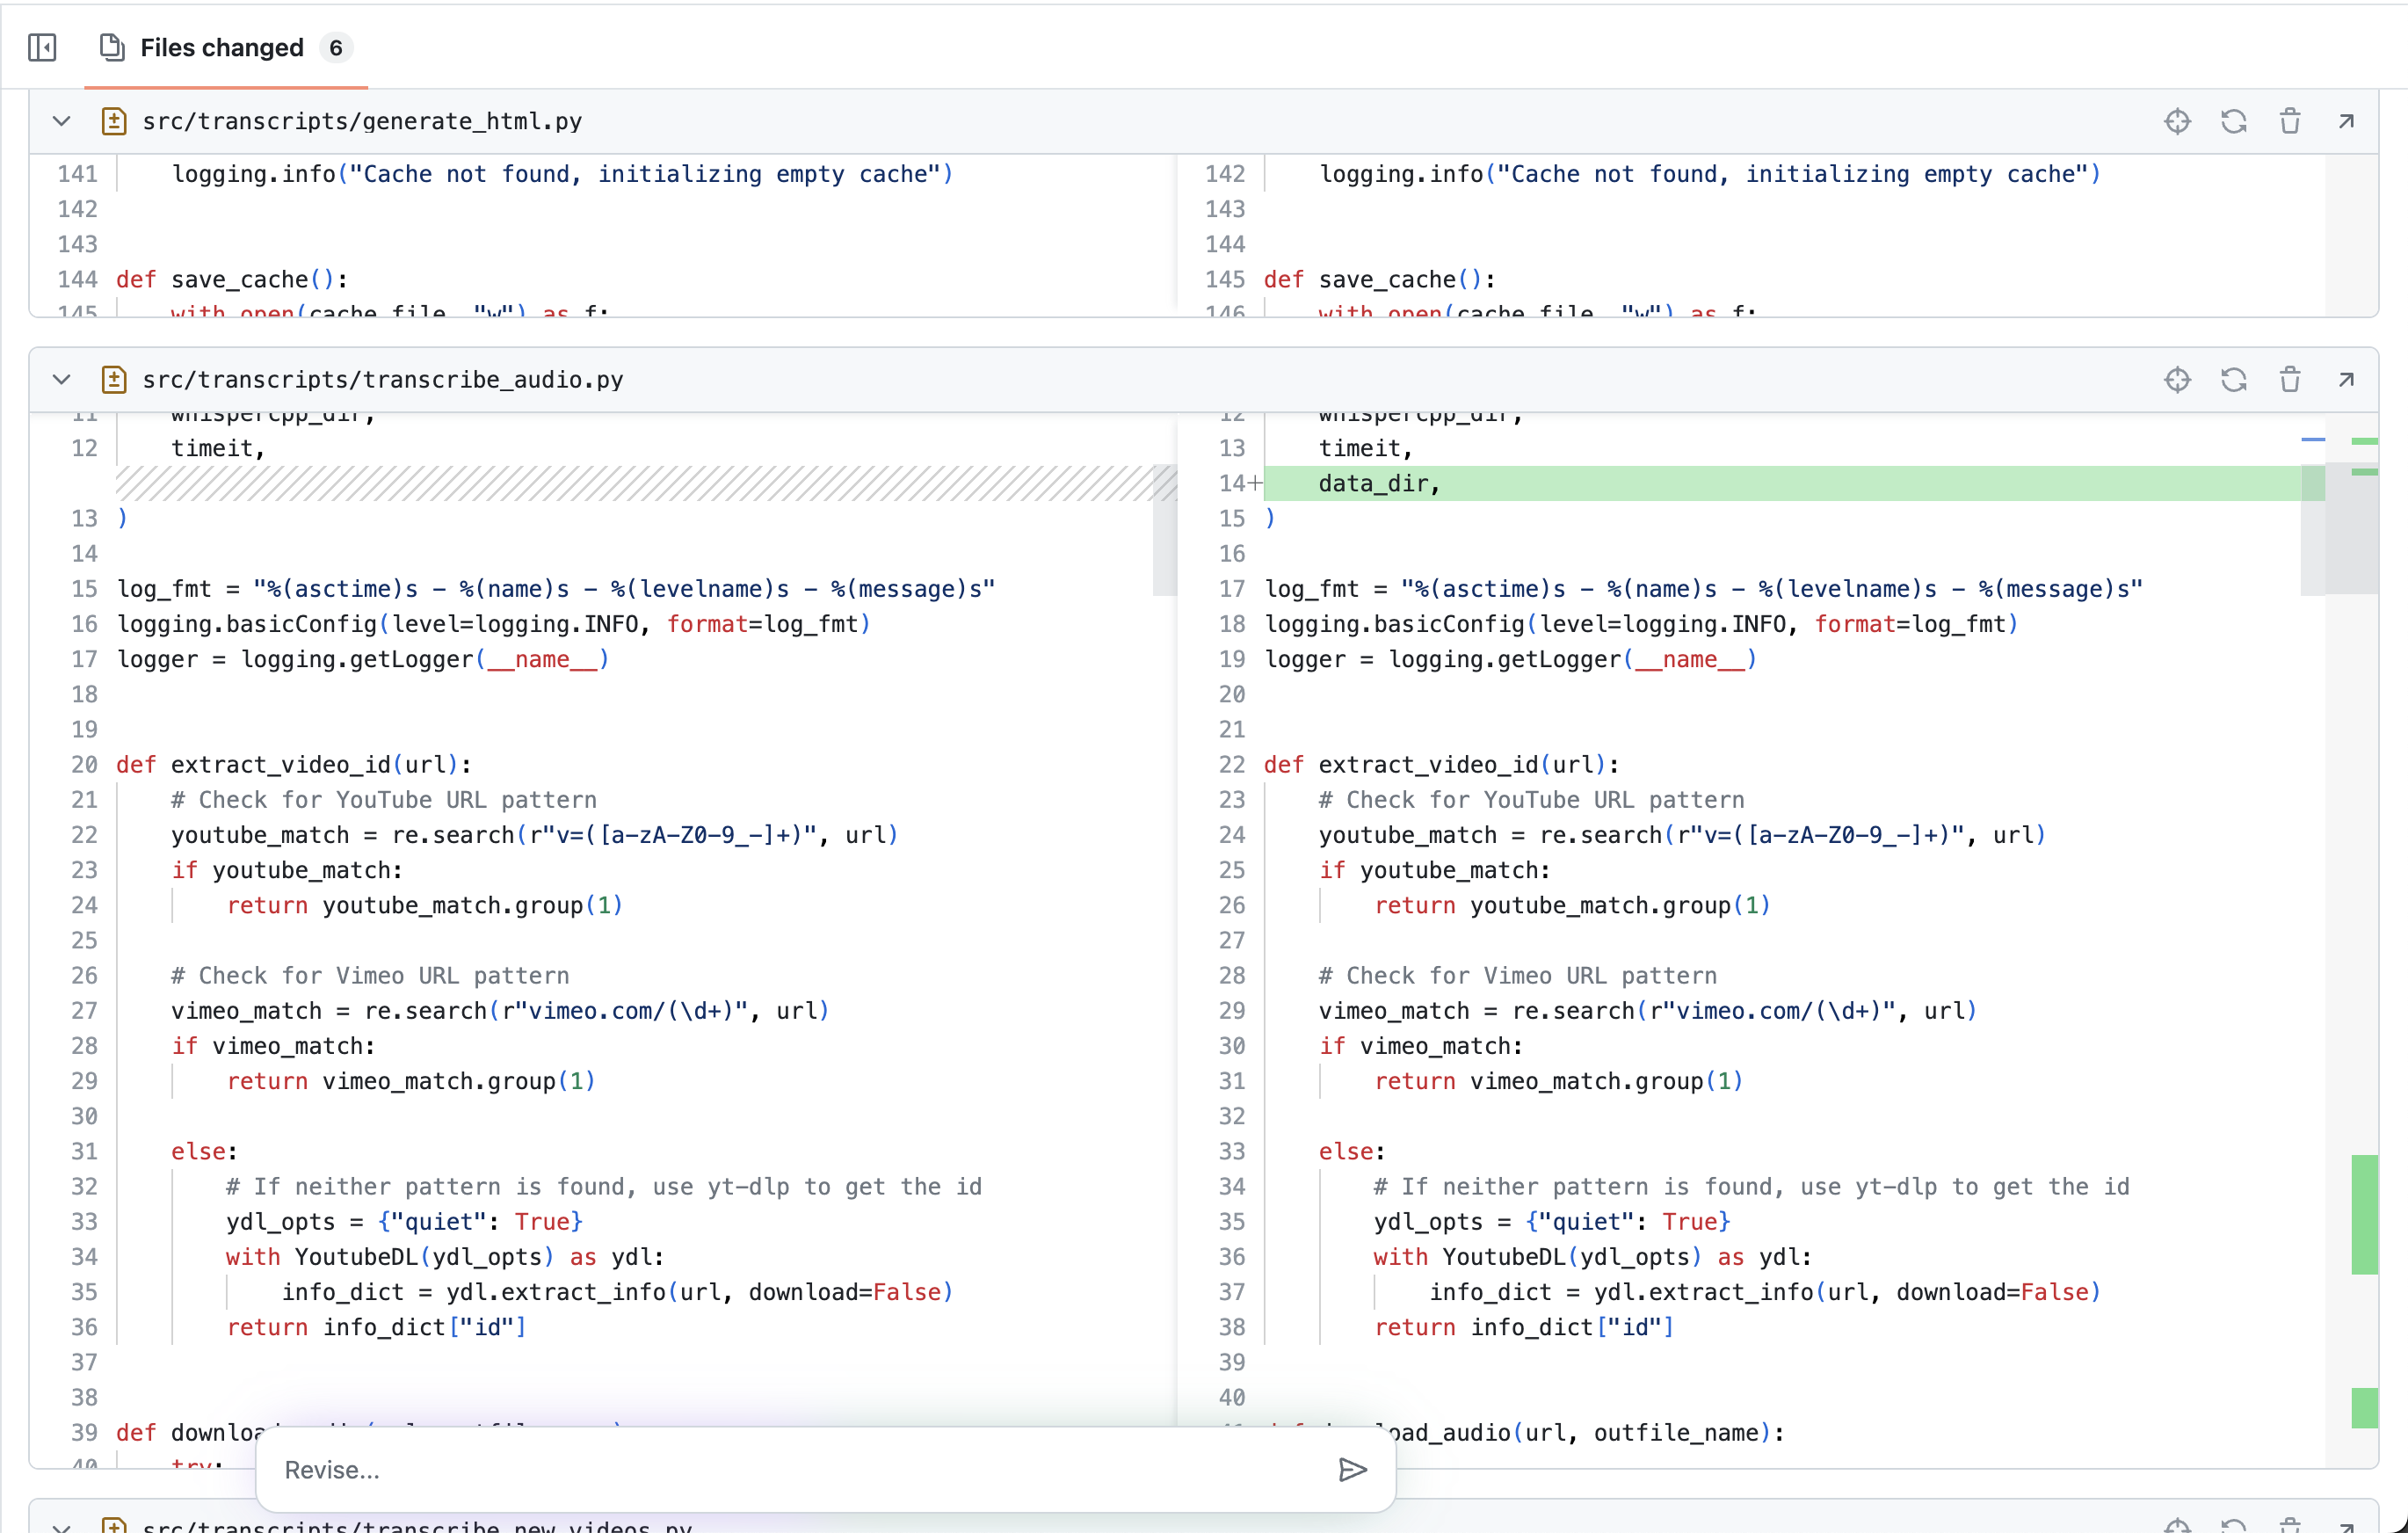 Files changed 6
src/transcripts/generate_html.py
141 logging.info("Cache not found, initializing empty cache")
142
143
144 def save_cache():
145 with open(cache_file, "w") as f:
142 logging.info("Cache not found, initializing empty cache")
143
144
145 def save_cache():
146 with open(cache_file, "w") as f:
src/transcripts/transcribe_audio.py
11 whispercpp_dir,
12 timeit,
13 )
14
15 log_fmt = "%(asctime)s - %(name)s - %(levelname)s - %(message)s"
16 logging.basicConfig(level=logging.INFO, format=log_fmt)
17 logger = logging.getLogger(__name__)
18
19
20 def extract_video_id(url):
21 # Check for YouTube URL pattern
22 youtube_match = re.search(r"v=([a-zA-Z0-9_-]+)", url)
23 if youtube_match:
24 return youtube_match.group(1)
25
26 # Check for Vimeo URL pattern
27 vimeo_match = re.search(r"vimeo.com/(\d+)", url)
28 if vimeo_match:
29 return vimeo_match.group(1)
30
31 else:
32 # If neither pattern is found, use yt-dlp to get the id
33 ydl_opts = {"quiet": True}
34 with YoutubeDL(ydl_opts) as ydl:
35 info_dict = ydl.extract_info(url, download=False)
36 return info_dict["id"]
37
38
39 def downloa
40 try:
12 whispercpp_dir,
13 timeit,
14+ data_dir,
15 )
16
17 log_fmt = "%(asctime)s - %(name)s - %(levelname)s - %(message)s"
18 logging.basicConfig(level=logging.INFO, format=log_fmt)
19 logger = logging.getLogger(__name__)
20
21
22 def extract_video_id(url):
23 # Check for YouTube URL pattern
24 youtube_match = re.search(r"v=([a-zA-Z0-9_-]+)", url)
25 if youtube_match:
26 return youtube_match.group(1)
27
28 # Check for Vimeo URL pattern
29 vimeo_match = re.search(r"vimeo.com/(\d+)", url)
30 if vimeo_match:
31 return vimeo_match.group(1)
32
33 else:
34 # If neither pattern is found, use yt-dlp to get the id
35 ydl_opts = {"quiet": True}
36 with YoutubeDL(ydl_opts) as ydl:
37 info_dict = ydl.extract_info(url, download=False)
38 return info_dict["id"]
39
40
oad_audio(url, outfile_name):
Revise...
src/transcripts/transcribe_new_videos.py